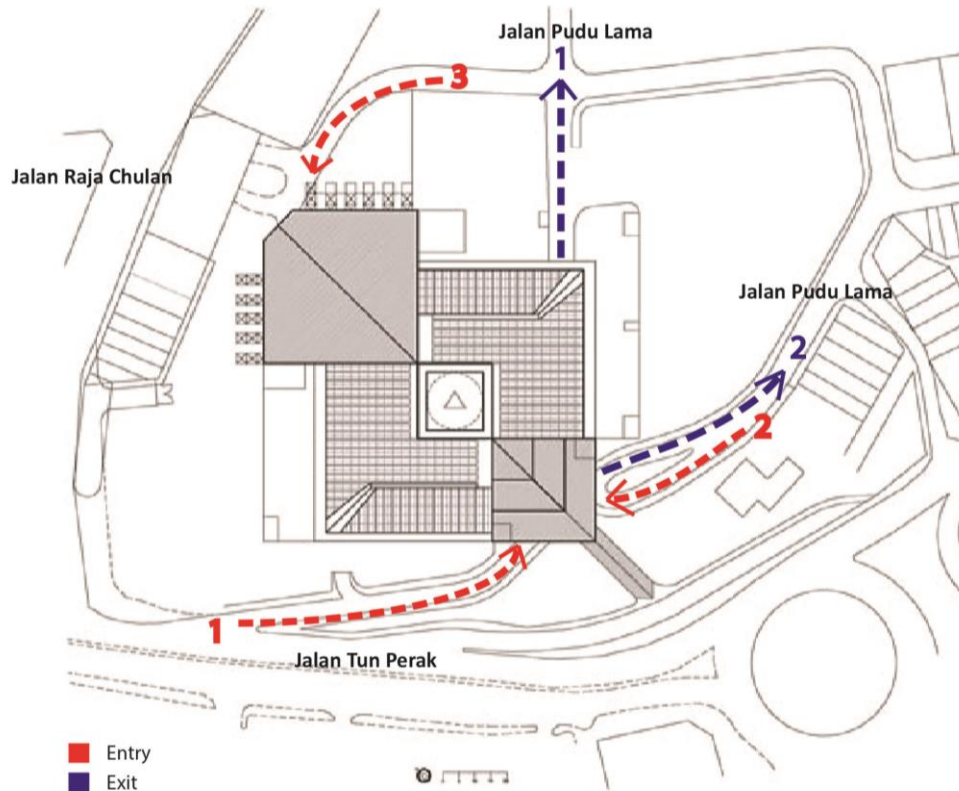 Jalan Pudu Lama
1
3
Jalan Raja Chulan
Jalan Pudu Lama
2
2
1
Jalan Tun Perak
Entry
Exit